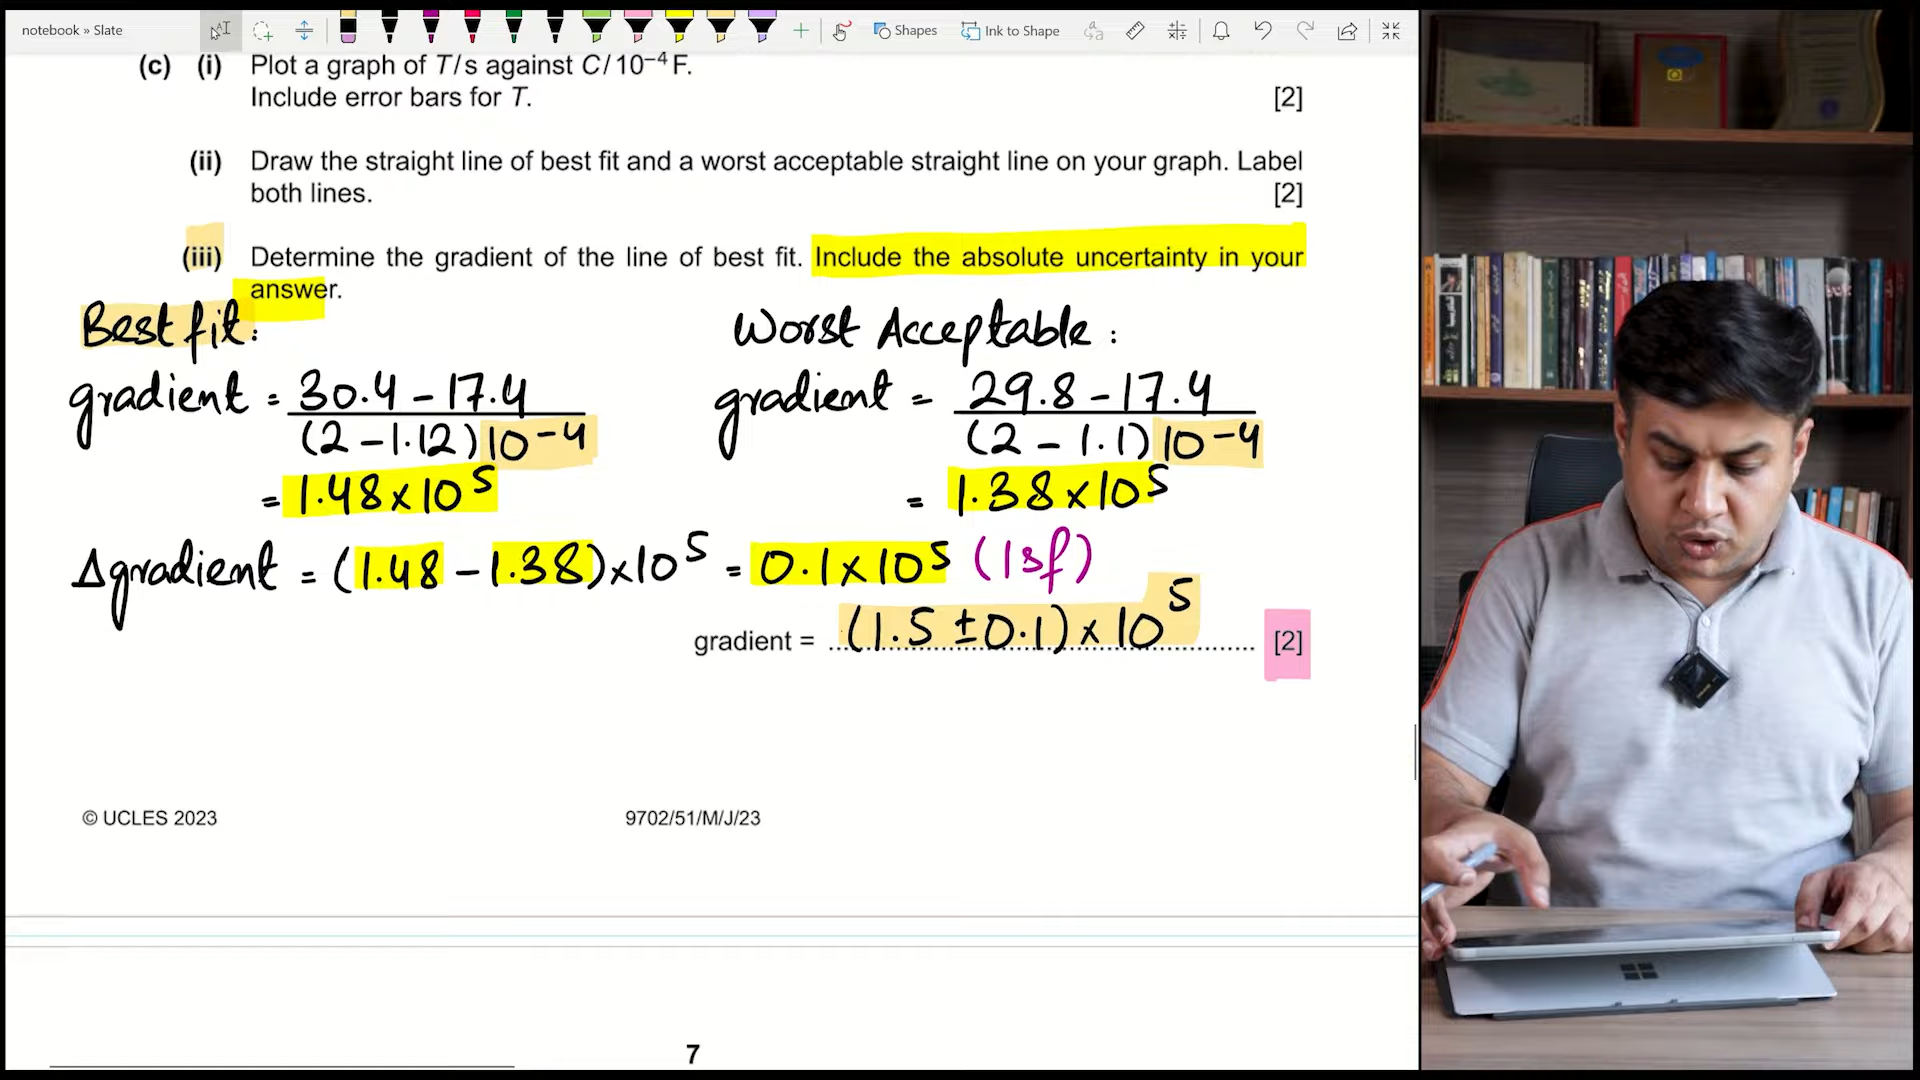 notebook » Slate
Shapes
Ink to Shape
(c) (i) Plot a graph of T/s against C/10⁻⁴ F.
Include error bars for T. [2]
(ii) Draw the straight line of best fit and a worst acceptable straight line on your graph. Label
both lines. [2]
(iii) Determine the gradient of the line of best fit. Include the absolute uncertainty in your
answer.
Best fit:
gradient = 30.4 - 17.4 / (2 - 1.12) 10⁻⁴
= 1.48 x 10⁵
Worst Acceptable :
gradient = 29.8 - 17.4 / (2 - 1.1) 10⁻⁴
= 1.38 x 10⁵
Δgradient = (1.48 - 1.38) x 10⁵ = 0.1 x 10⁵ (1sf)
gradient = (1.5 ± 0.1) x 10⁵ [2]
© UCLES 2023
9702/51/M/J/23
7